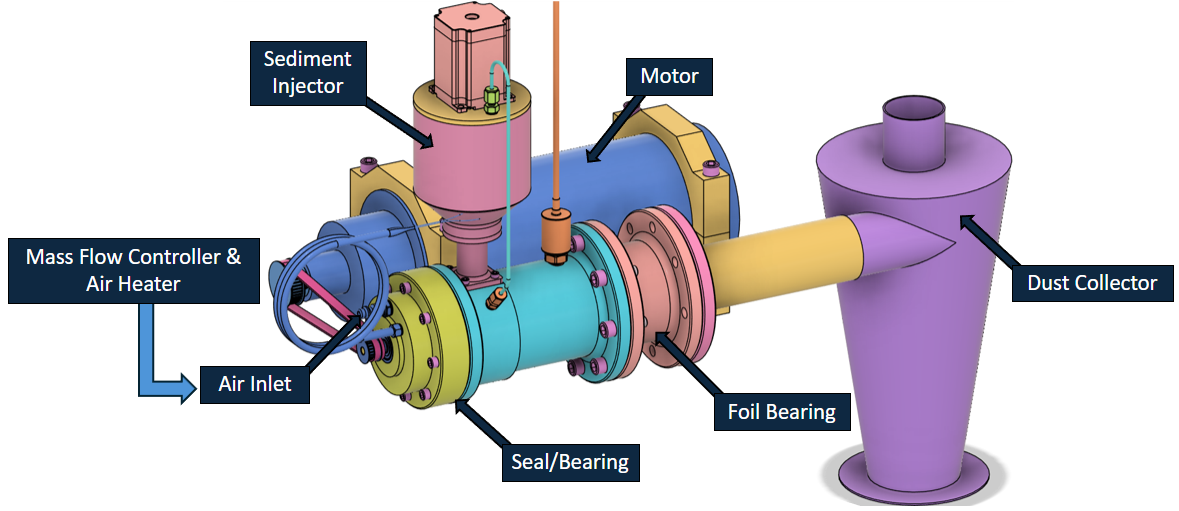 Sediment
Injector
Motor
Mass Flow Controller &
Air Heater
Dust Collector
Air Inlet
Foil Bearing
Seal/Bearing